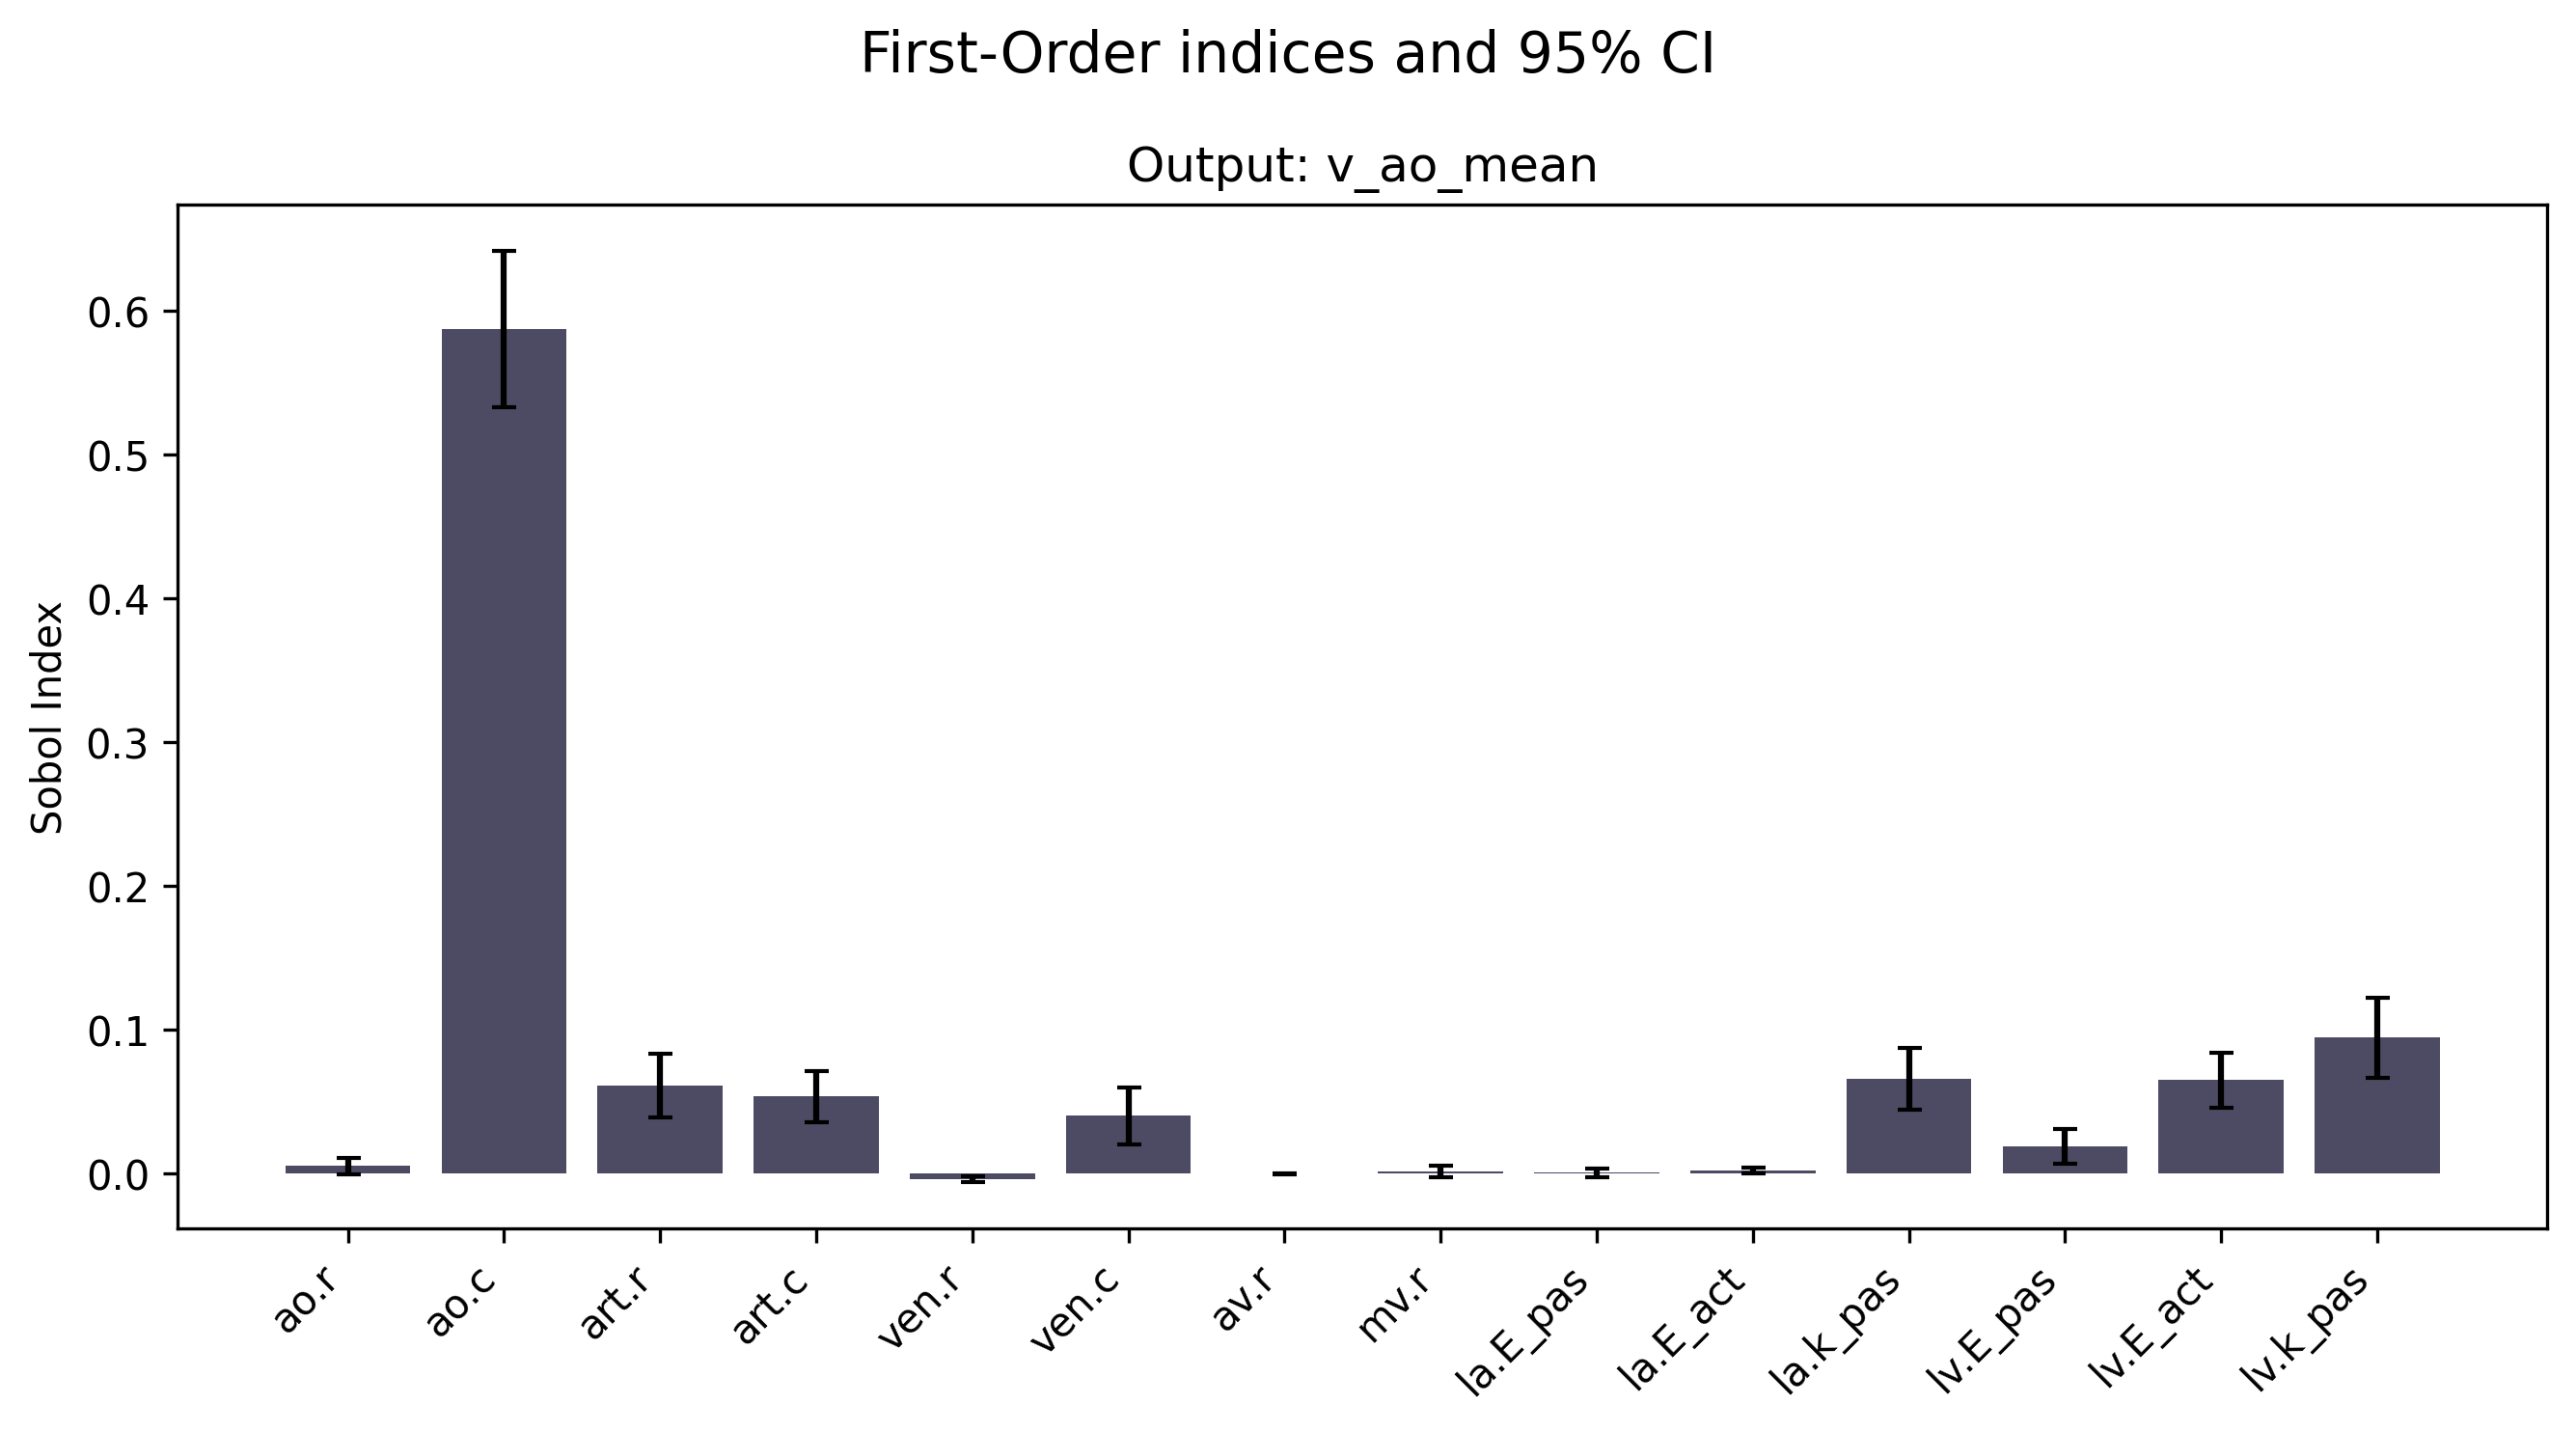 First-Order indices and 95% CI
Output: v_ao_mean
Sobol Index
0.6
0.5
0.4
0.3
0.2
0.1
0.0
ao.r
ao.c
art.r
art.c
ven.r
ven.c
av.r
mv.r
la.E_pas
la.E_act
la.k_pas
lv.E_pas
lv.E_act
lv.k_pas